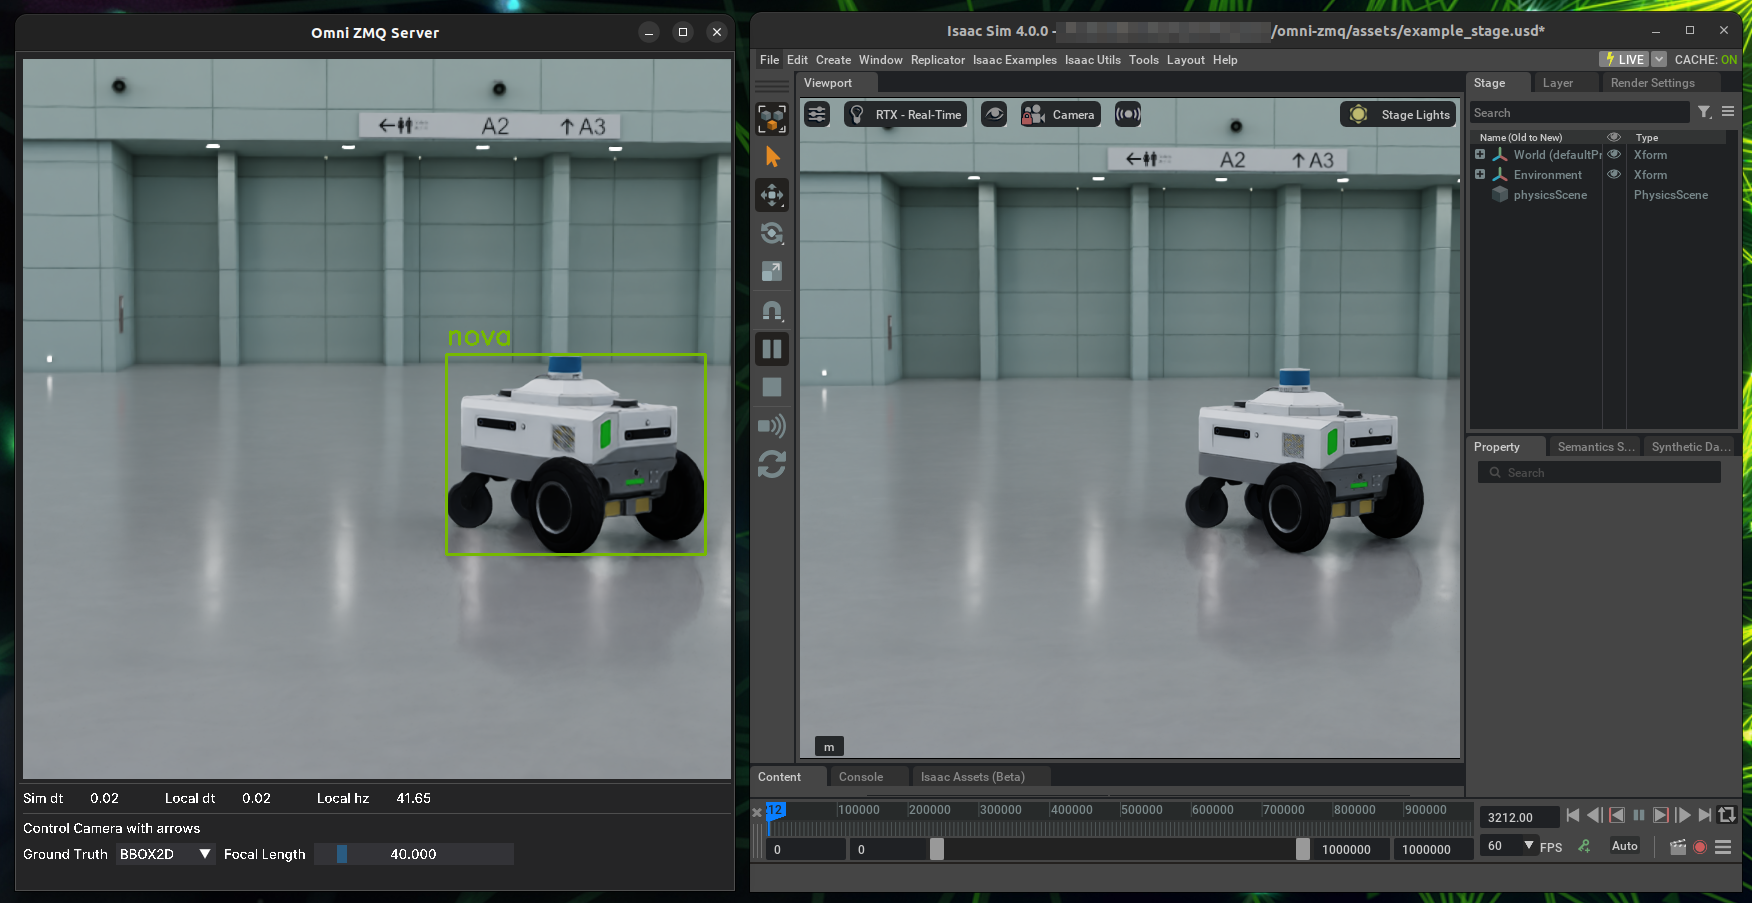 Omni ZMQ Server
A2 A3
nova
Sim dt 0.02 Local dt 0.02 Local hz 41.65
Control Camera with arrows
Ground Truth BBOX2D Focal Length 40.000
Isaac Sim 4.0.0 - /omni-zmq/assets/example_stage.usd*
File Edit Create Window Replicator Isaac Examples Isaac Utils Tools Layout Help LIVE CACHE: ON
Viewport
RTX - Real-Time Camera Stage Lights
A2 A3
m
Stage Layer Render Settings
Search
Name (Old to New) Type
World (defaultPr Xform
Environment Xform
physicsScene PhysicsScene
Property Semantics S... Synthetic Da...
Search
Content Console Isaac Assets (Beta)
12 100000 200000 300000 400000 500000 600000 700000 800000 900000
3212.00
0 0 1000000 1000000
60 FPS Auto